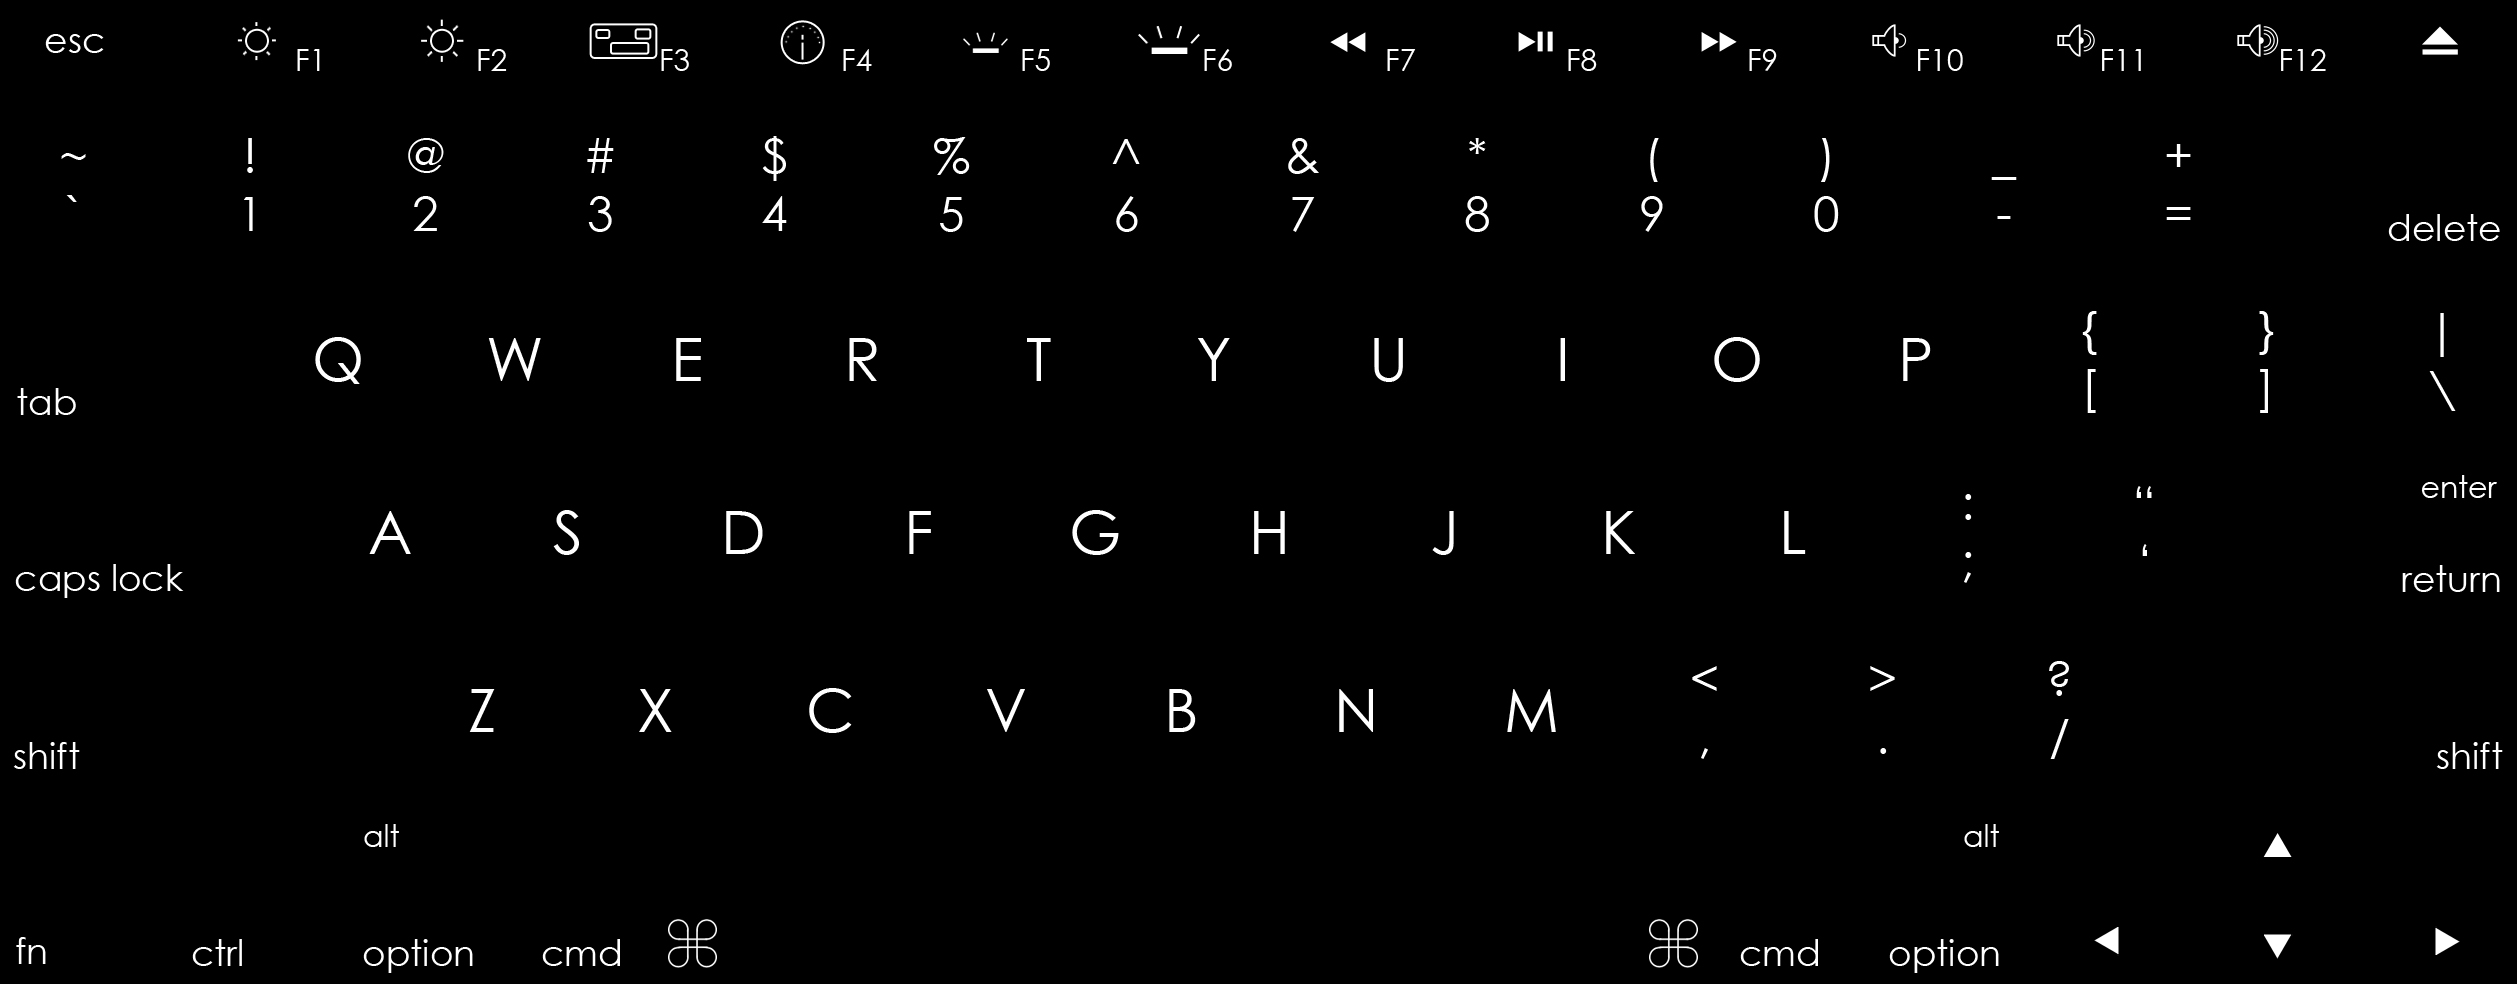 esc F1 F2 F3 F4 F5 F6 F7 F8 F9 F10 F11 F12
~ ! @ # $ % ^ & * ( ) _ +
` 1 2 3 4 5 6 7 8 9 0 - =
delete
{ } |
Q W E R T Y U I O P
tab [ ] \
enter
A S D F G H J K L : “
; ‘
caps lock return
< > ?
Z X C V B N M
, . /
shift shift
alt alt ▲
fn ctrl option cmd ⌘ ⌘ cmd option ◀ ▼ ▶